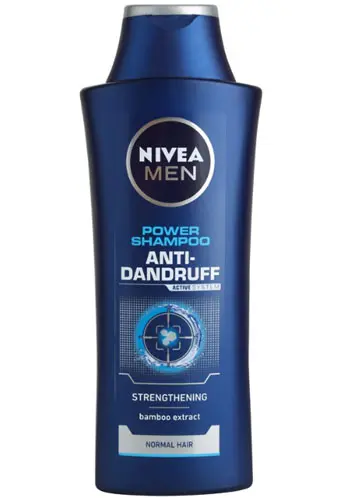 NIVEA
MEN
POWER
SHAMPOO
ANTI-
DANDRUFF
ACTIVE SYSTEM
STRENGTHENING
bamboo extract
NORMAL HAIR